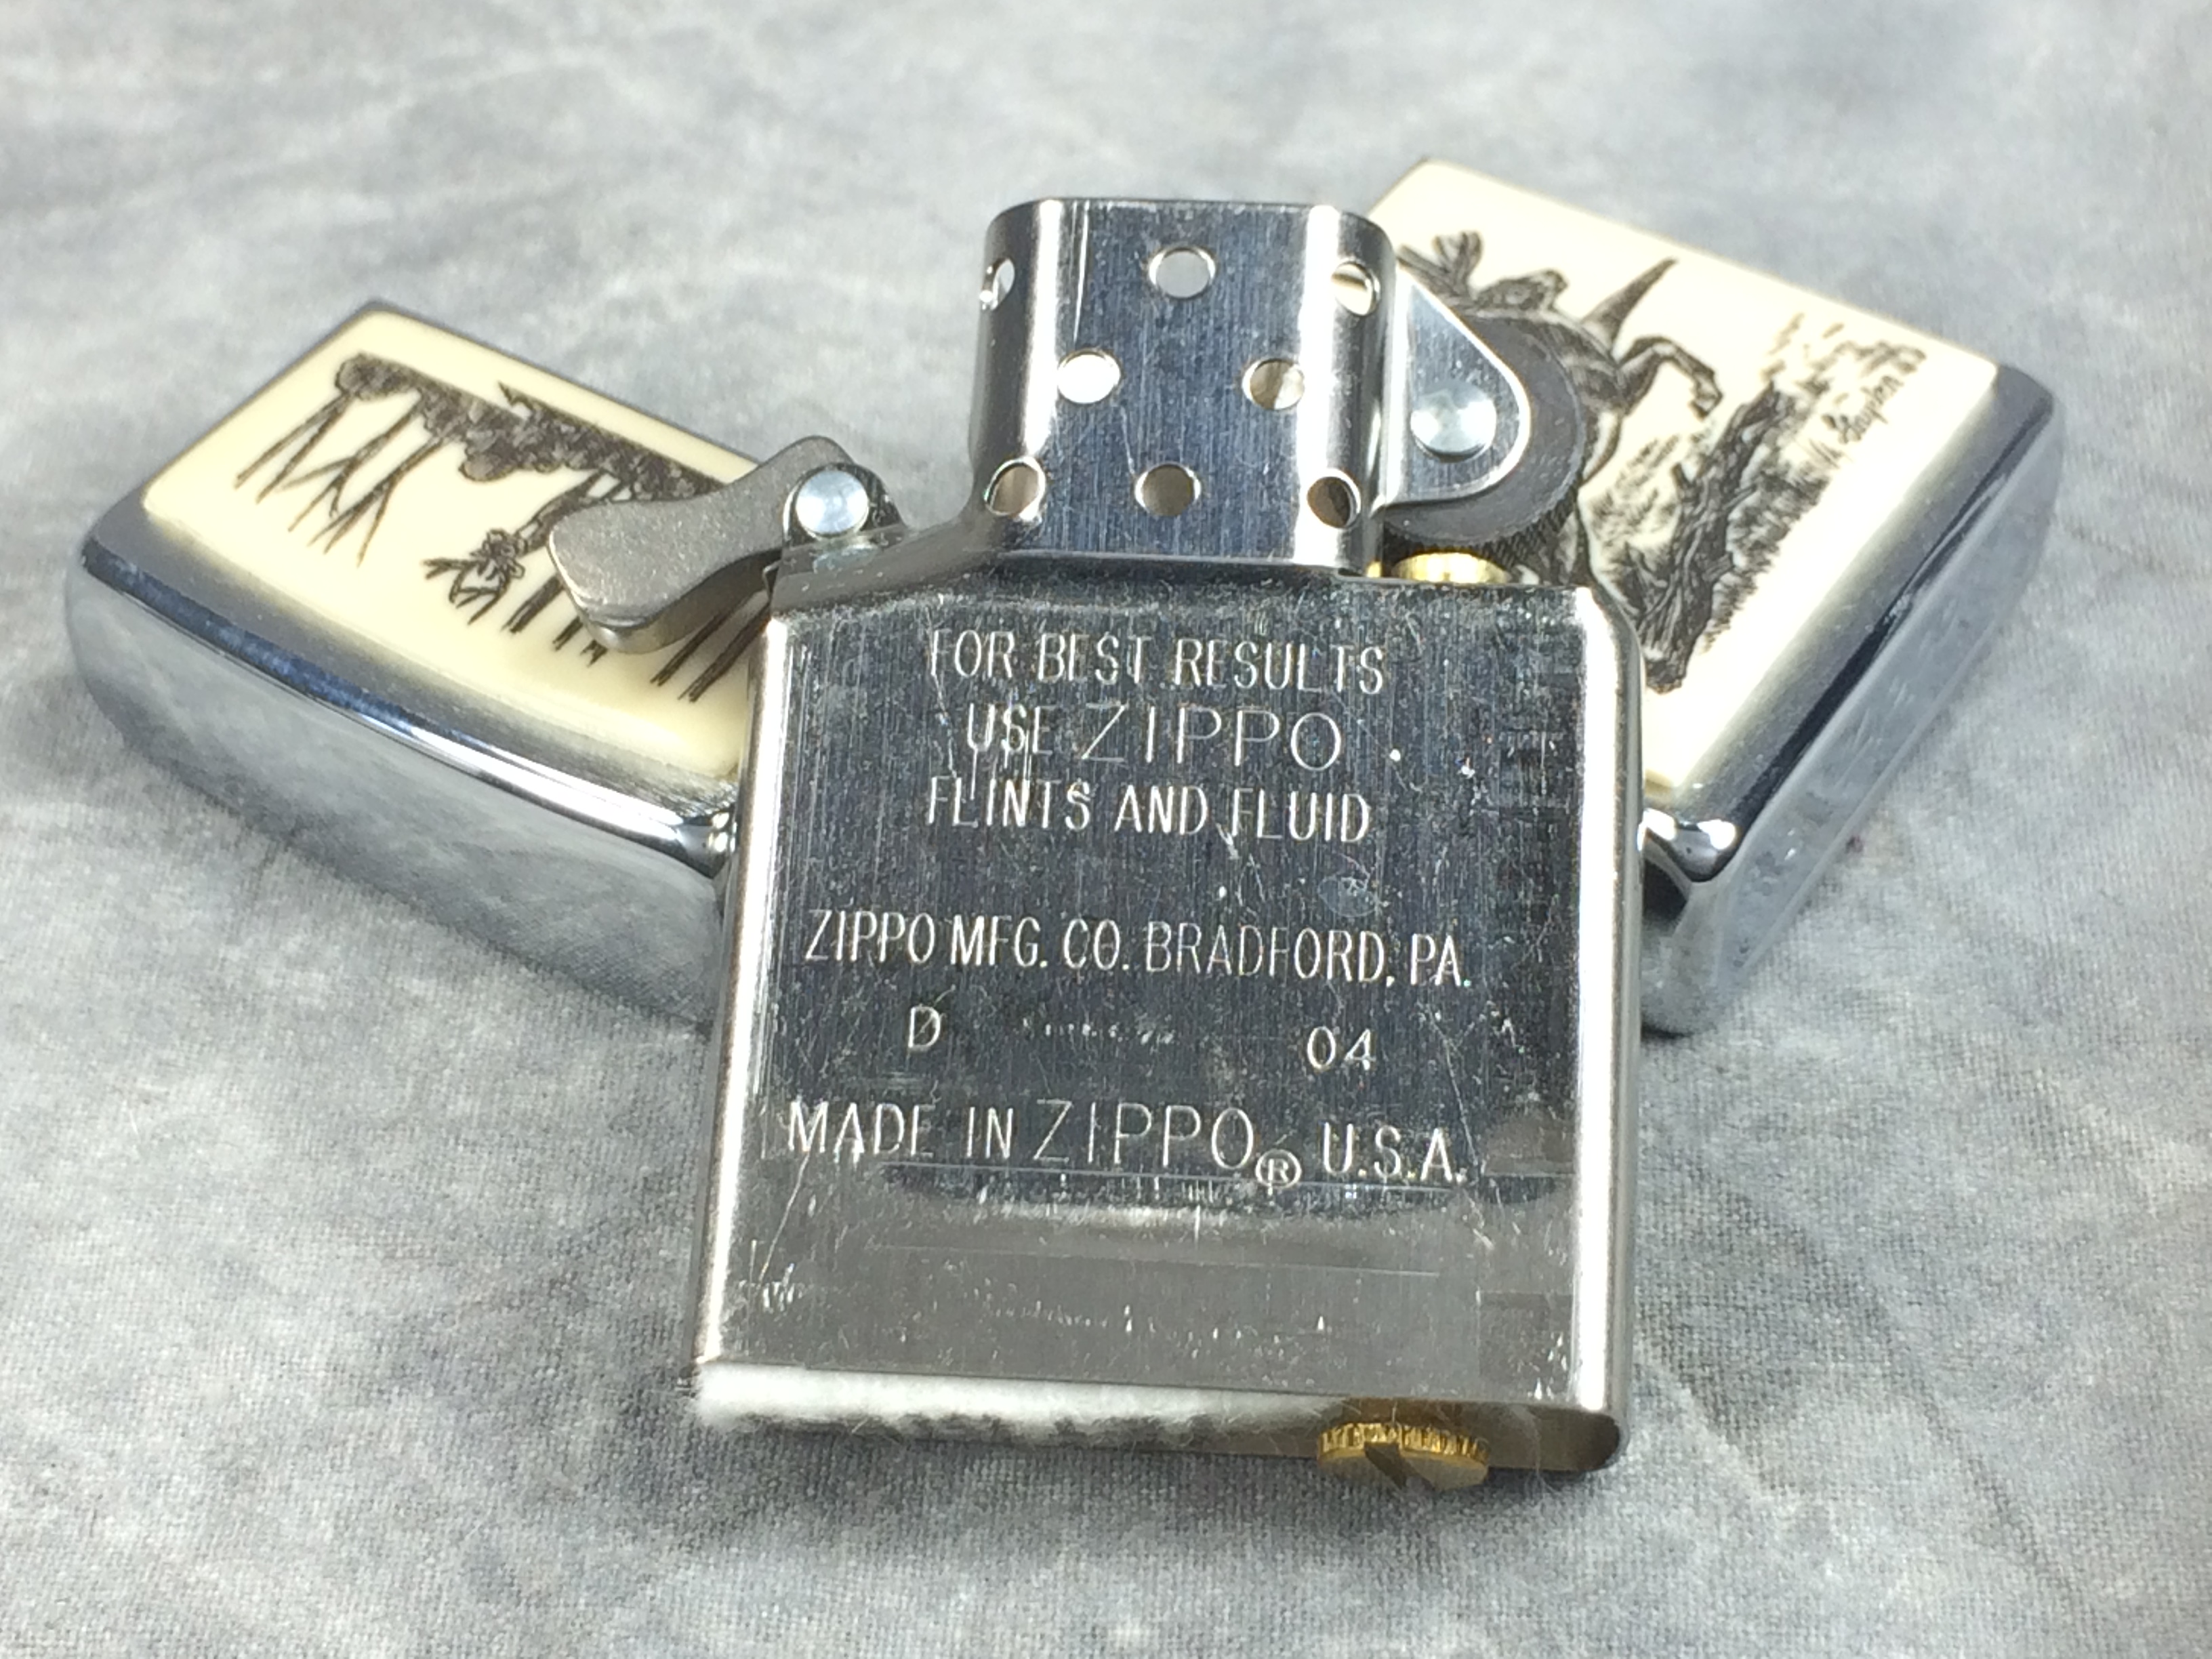 FOR BEST RESULTS
USE ZIPPO
FLINTS AND FLUID
ZIPPO MFG. CO. BRADFORD, PA.
D 04
MADE IN ZIPPO® U.S.A.